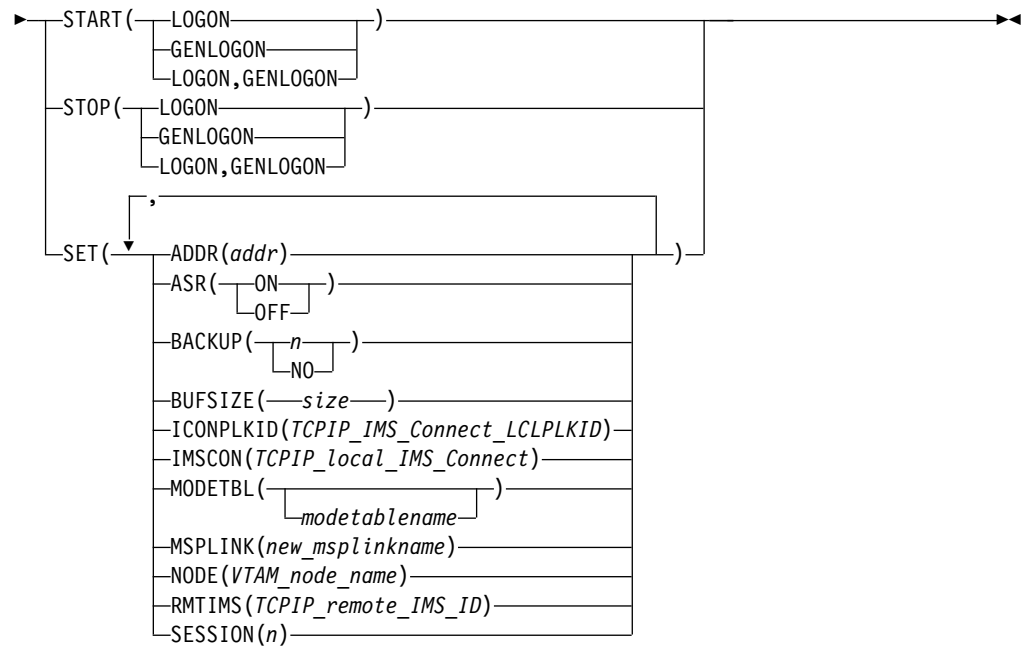 START( LOGON )
GENLOGON
LOGON,GENLOGON
STOP( LOGON )
GENLOGON
LOGON,GENLOGON
,
SET( ADDR(addr) )
ASR( ON )
OFF
BACKUP( n )
NO
BUFSIZE( size )
ICONPLKID(TCPIP_IMS_Connect_LCLPLKID)
IMSCON(TCPIP_local_IMS_Connect)
MODETBL( )
modetablename
MSPLINK(new_msplinkname)
NODE(VTAM_node_name)
RMTIMS(TCPIP_remote_IMS_ID)
SESSION(n)